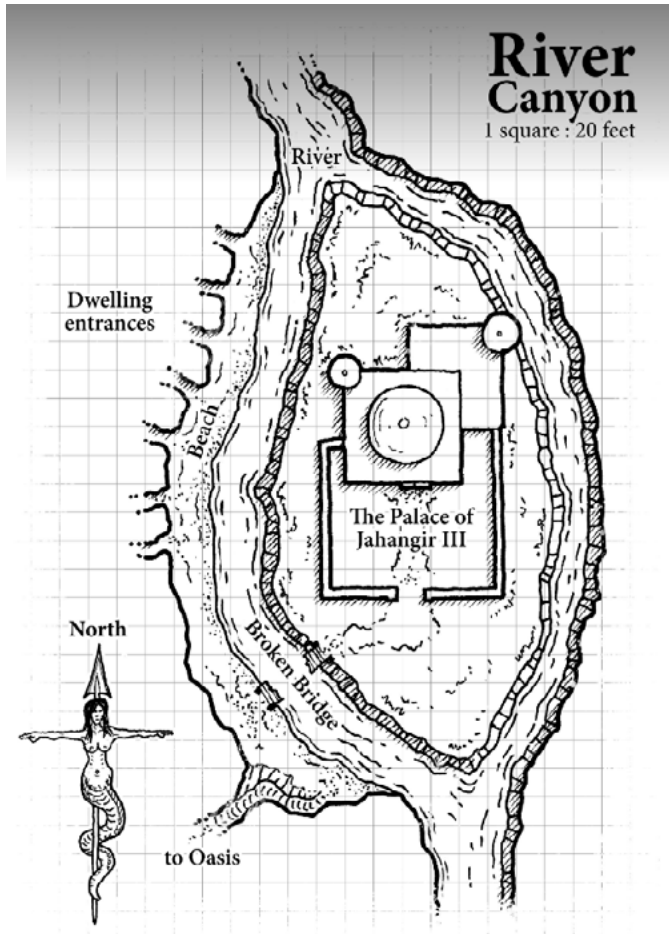 River
Canyon
1 square : 20 feet
River
Dwelling
entrances
Beach
The Palace of
Jahangir III
North
Broken Bridge
to Oasis